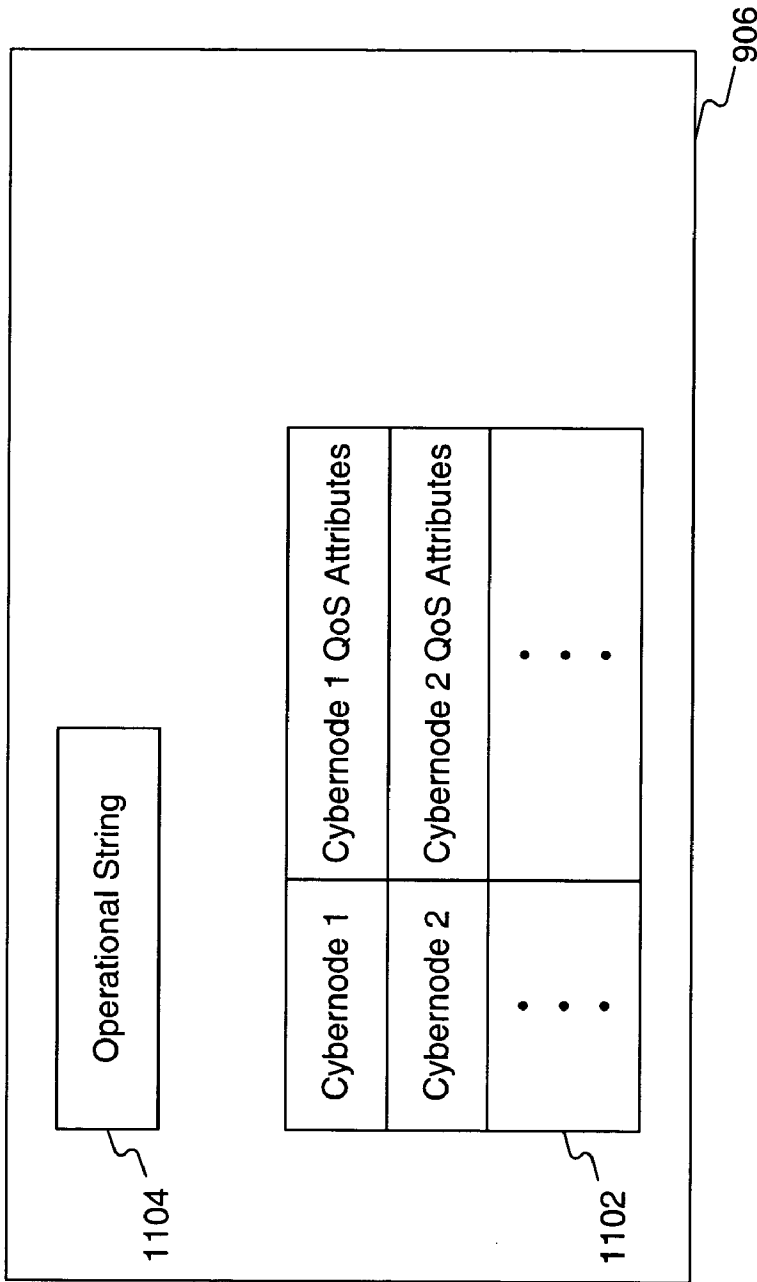 Operational String
1104
Cybernode 1 Cybernode 1 QoS Attributes
Cybernode 2 Cybernode 2 QoS Attributes
1102
906